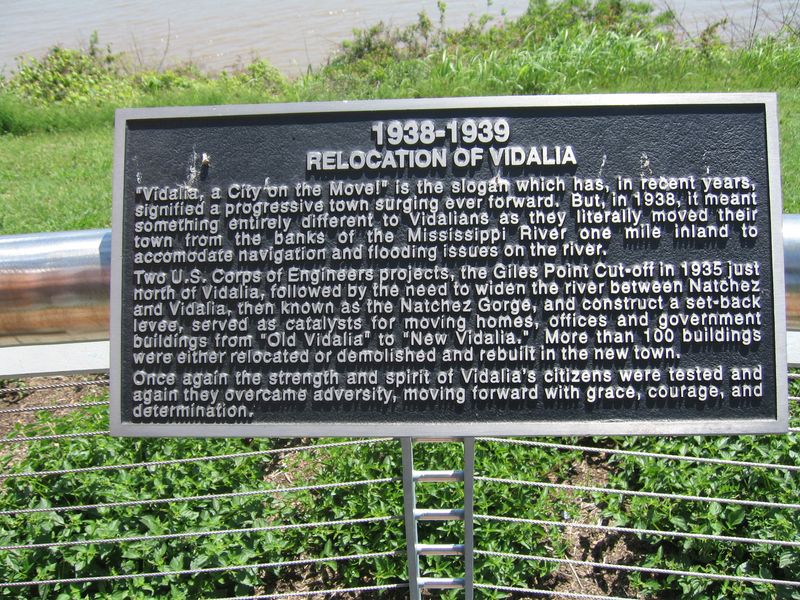 1938-1939
RELOCATION OF VIDALIA
"Vidalia, a City on the Move!" is the slogan which has, in recent years,
signified a progressive town surging ever forward. But, in 1938, it meant
something entirely different to Vidalians as they literally moved their
town from the banks of the Mississippi River one mile inland to
accomodate navigation and flooding issues on the river.
Two U.S. Corps of Engineers projects, the Giles Point Cut-off in 1935 just
north of Vidalia, followed by the need to widen the river between Natchez
and Vidalia, then known as the Natchez Gorge, and construct a set-back
levee, served as catalysts for moving homes, offices and government
buildings from "Old Vidalia" to "New Vidalia." More than 100 buildings
were either relocated or demolished and rebuilt in the new town.
Once again the strength and spirit of Vidalia's citizens were tested and
again they overcame adversity, moving forward with grace, courage, and
determination.